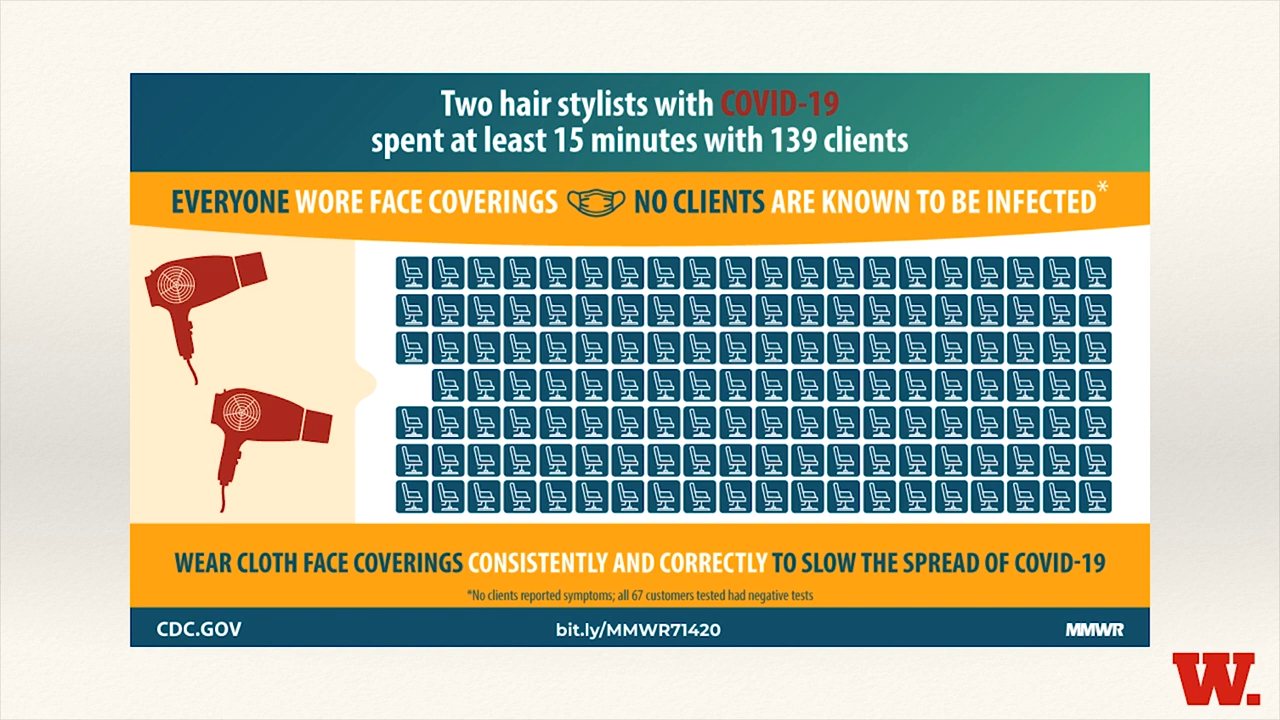 Two hair stylists with COVID-19
spent at least 15 minutes with 139 clients
EVERYONE WORE FACE COVERINGS NO CLIENTS ARE KNOWN TO BE INFECTED*
WEAR CLOTH FACE COVERINGS CONSISTENTLY AND CORRECTLY TO SLOW THE SPREAD OF COVID-19
*No clients reported symptoms; all 67 customers tested had negative tests
CDC.GOV bit.ly/MMWR71420 MMWR
W.